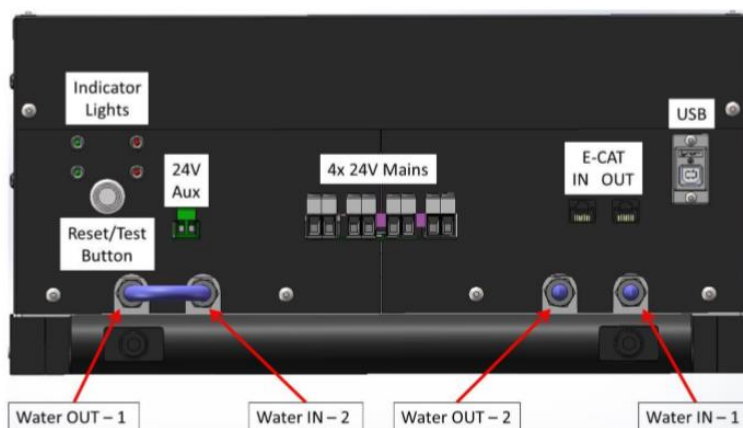 Indicator
Lights
USB
24V
Aux
4x 24V Mains
E-CAT
IN OUT
Reset/Test
Button
Water OUT – 1
Water IN – 2
Water OUT – 2
Water IN – 1